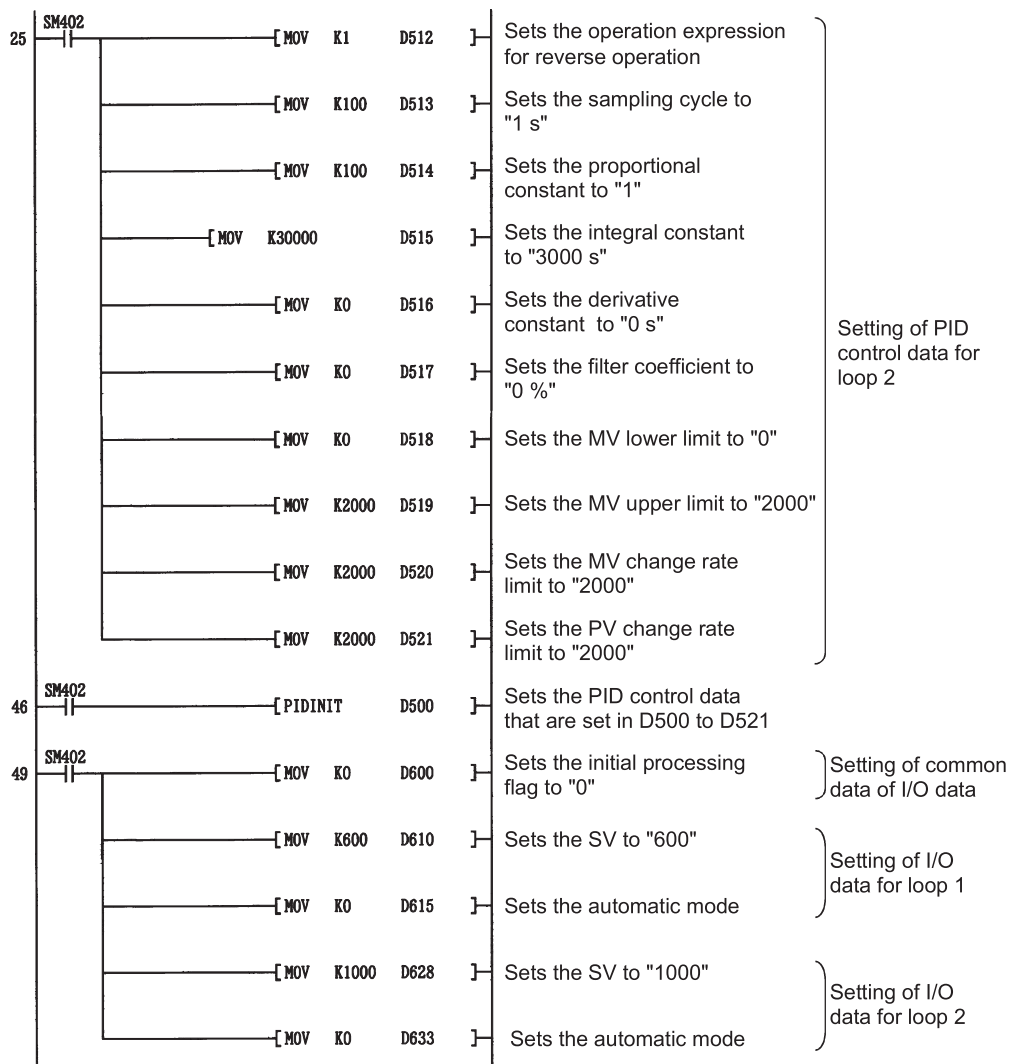 SM402
25 [ MOV K1 D512 ] Sets the operation expression
for reverse operation
[ MOV K100 D513 ] Sets the sampling cycle to
"1 s"
[ MOV K100 D514 ] Sets the proportional
constant to "1"
[ MOV K30000 D515 ] Sets the integral constant
to "3000 s"
[ MOV K0 D516 ] Sets the derivative
constant to "0 s"
Setting of PID
control data for
loop 2
[ MOV K0 D517 ] Sets the filter coefficient to
"0 %"
[ MOV K0 D518 ] Sets the MV lower limit to "0"
[ MOV K2000 D519 ] Sets the MV upper limit to "2000"
[ MOV K2000 D520 ] Sets the MV change rate
limit to "2000"
[ MOV K2000 D521 ] Sets the PV change rate
limit to "2000"
SM402
46 [ PIDINIT D500 ] Sets the PID control data
that are set in D500 to D521
SM402
49 [ MOV K0 D600 ] Sets the initial processing
flag to "0"
Setting of common
data of I/O data
[ MOV K600 D610 ] Sets the SV to "600"
Setting of I/O
data for loop 1
[ MOV K0 D615 ] Sets the automatic mode
[ MOV K1000 D628 ] Sets the SV to "1000"
Setting of I/O
data for loop 2
[ MOV K0 D633 ] Sets the automatic mode